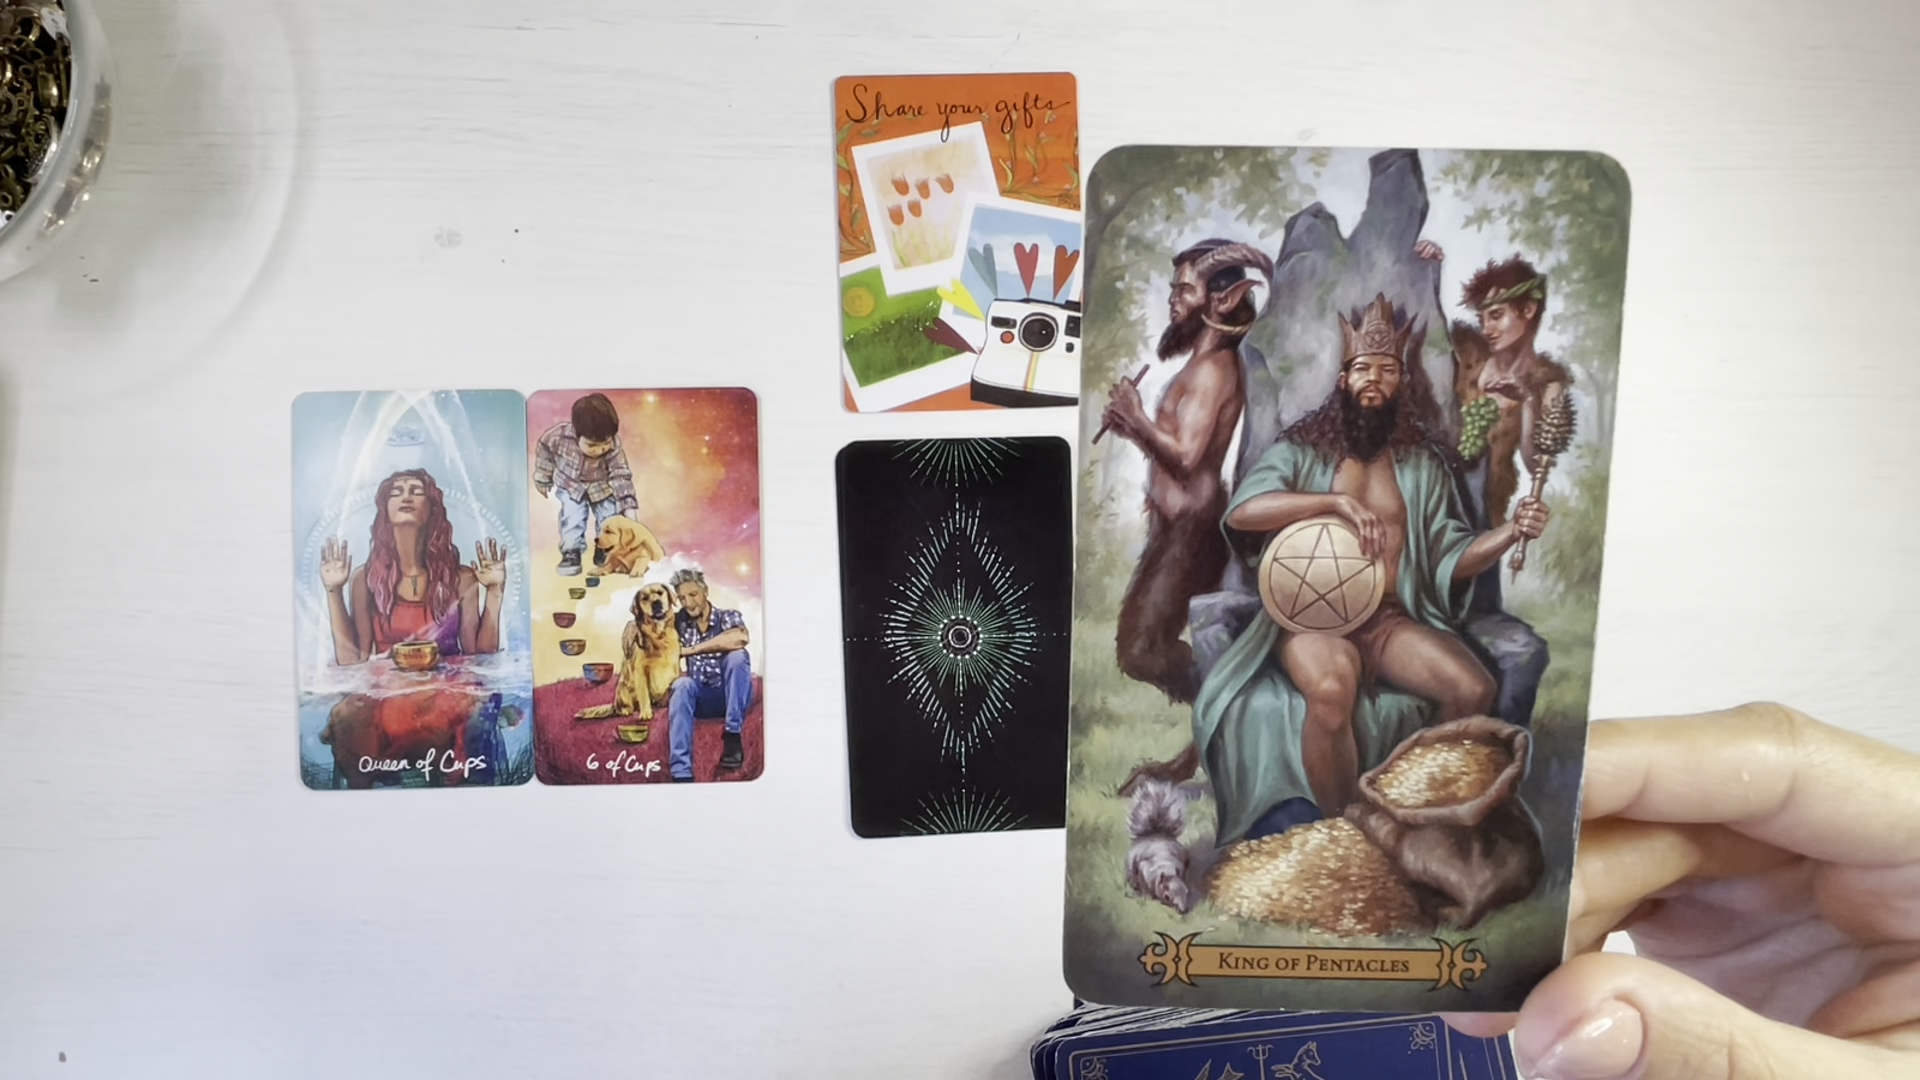 Share your gifts
Queen of Cups
6 of Cups
KING OF PENTACLES